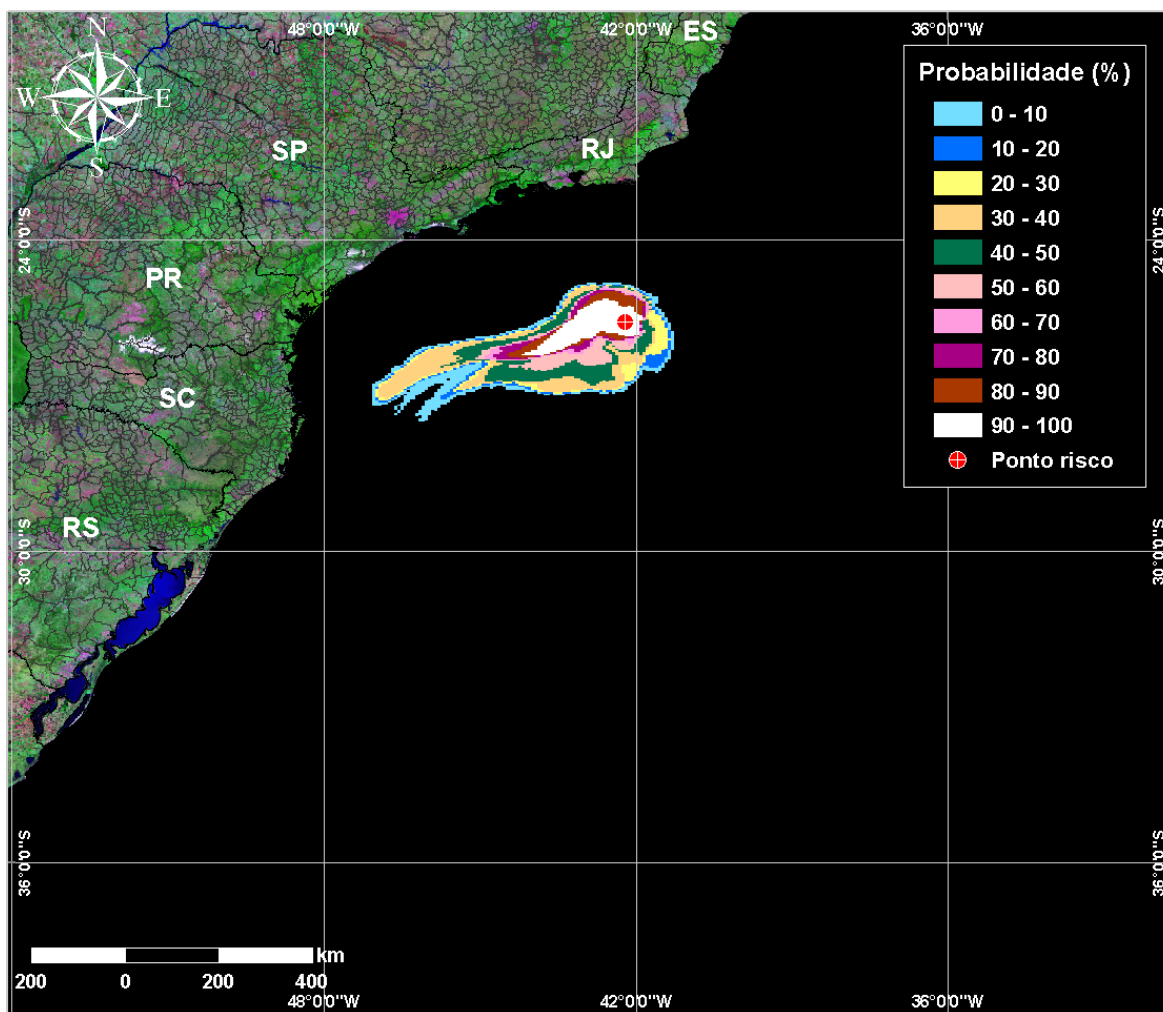 48°0'0"W
42°0'0"W
36°0'0"W
N
W
E
S
ES
SP
RJ
PR
SC
RS
Probabilidade (%)
0 - 10
10 - 20
20 - 30
30 - 40
40 - 50
50 - 60
60 - 70
70 - 80
80 - 90
90 - 100
Ponto risco
24°0'0"S
24°0'0"S
30°0'0"S
30°0'0"S
36°0'0"S
36°0'0"S
km
200
0
200
400
48°0'0"W
42°0'0"W
36°0'0"W